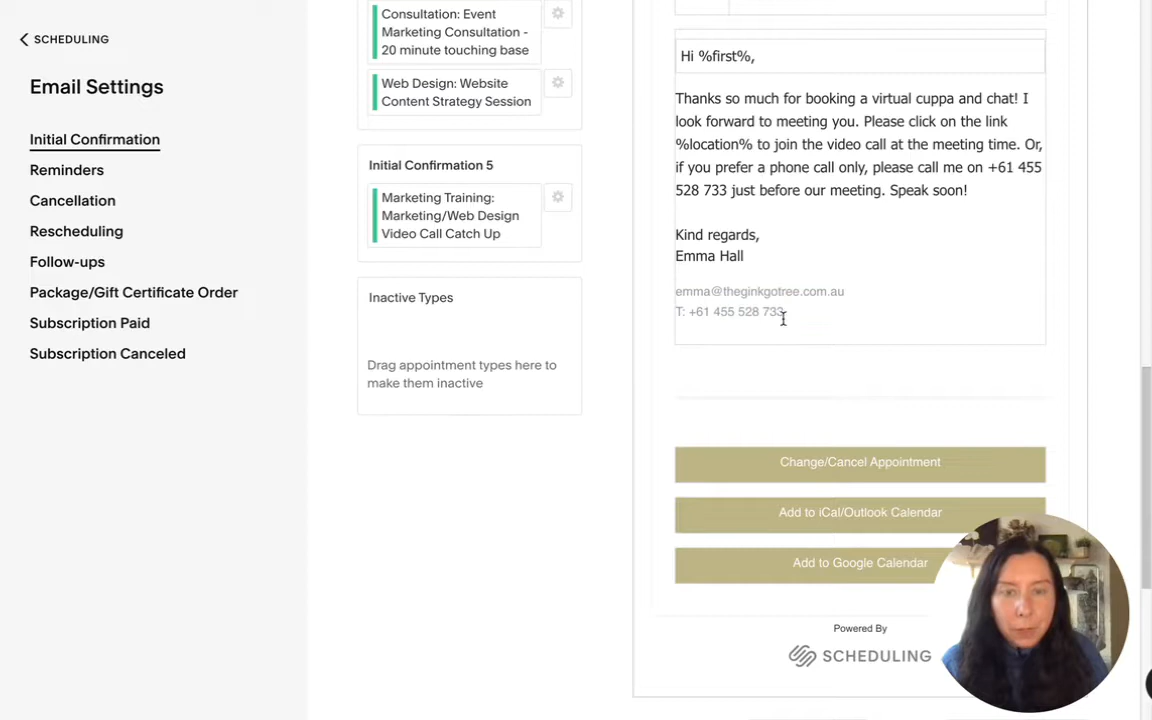 SCHEDULING
Email Settings
Initial Confirmation
Reminders
Cancellation
Rescheduling
Follow-ups
Package/Gift Certificate Order
Subscription Paid
Subscription Canceled
Consultation: Event
Marketing Consultation -
20 minute touching base
Web Design: Website
Content Strategy Session
Initial Confirmation 5
Marketing Training:
Marketing/Web Design
Video Call Catch Up
Inactive Types
Drag appointment types here to
make them inactive
Hi %first%,
Thanks so much for booking a virtual cuppa and chat! I
look forward to meeting you. Please click on the link
%location% to join the video call at the meeting time. Or,
if you prefer a phone call only, please call me on +61 455
528 733 just before our meeting. Speak soon!
Kind regards,
Emma Hall
emma@theginkgotree.com.au
T: +61 455 528 733
Change/Cancel Appointment
Add to iCal/Outlook Calendar
Add to Google Calendar
Powered By
SCHEDULING